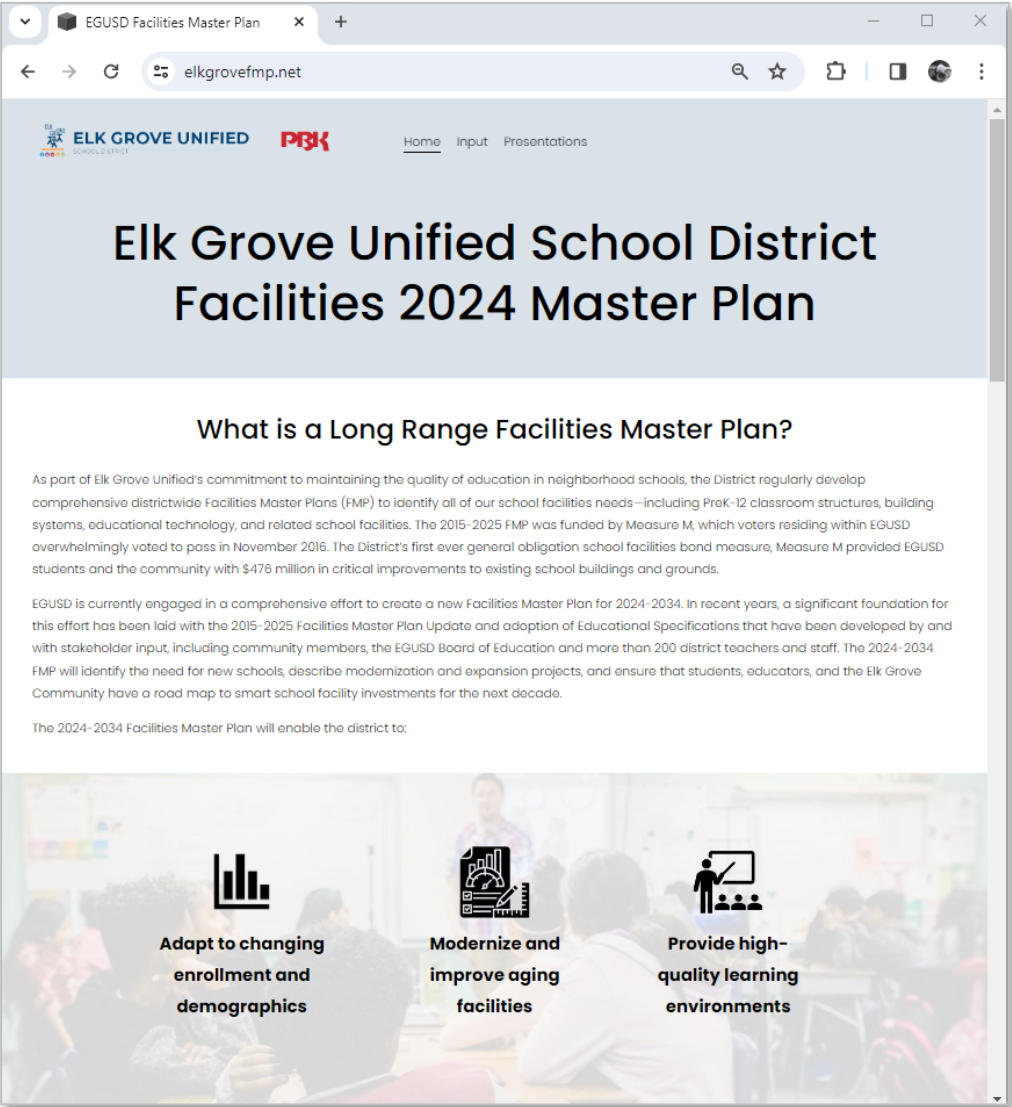 EGUSD Facilities Master Plan
elkgrovefmp.net
ELK GROVE UNIFIED
SCHOOL DISTRICT
PBK
Home Input Presentations
Elk Grove Unified School District
Facilities 2024 Master Plan
What is a Long Range Facilities Master Plan?
As part of Elk Grove Unified's commitment to maintaining the quality of education in neighborhood schools, the District regularly develop
comprehensive districtwide Facilities Master Plans (FMP) to identify all of our school facilities needs—including PreK-12 classroom structures, building
systems, educational technology, and related school facilities. The 2015-2025 FMP was funded by Measure M, which voters residing within EGUSD
overwhelmingly voted to pass in November 2016. The District's first ever general obligation school facilities bond measure, Measure M provided EGUSD
students and the community with $476 million in critical improvements to existing school buildings and grounds.
EGUSD is currently engaged in a comprehensive effort to create a new Facilities Master Plan for 2024-2034. In recent years, a significant foundation for
this effort has been laid with the 2015-2025 Facilities Master Plan Update and adoption of Educational Specifications that have been developed by and
with stakeholder input, including community members, the EGUSD Board of Education and more than 200 district teachers and staff. The 2024-2034
FMP will identify the need for new schools, describe modernization and expansion projects, and ensure that students, educators, and the Elk Grove
Community have a road map to smart school facility investments for the next decade.
The 2024-2034 Facilities Master Plan will enable the district to:
Adapt to changing
enrollment and
demographics
Modernize and
improve aging
facilities
Provide high-
quality learning
environments